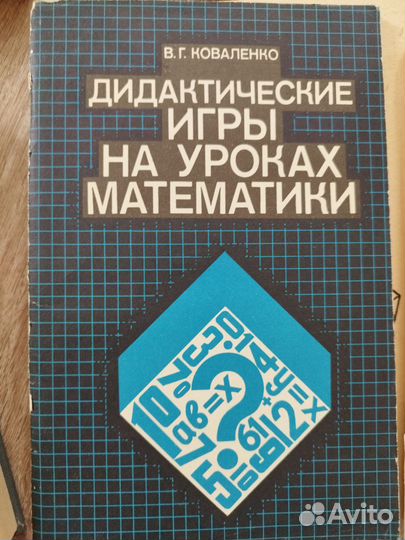 В.Г. КОВАЛЕНКО
ДИДАКТИЧЕСКИЕ
ИГРЫ
НА УРОКАХ
МАТЕМАТИКИ
Avito